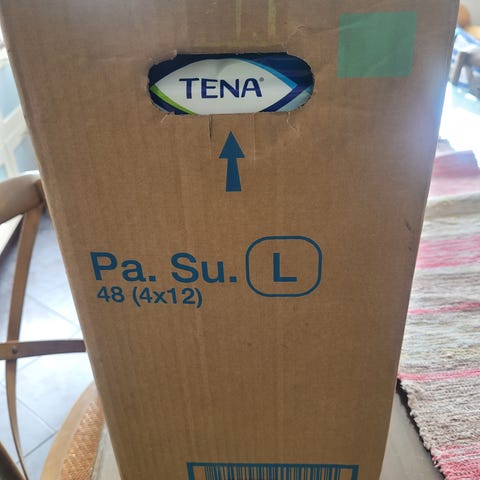 TENA
Pa. Su. L
48 (4x12)